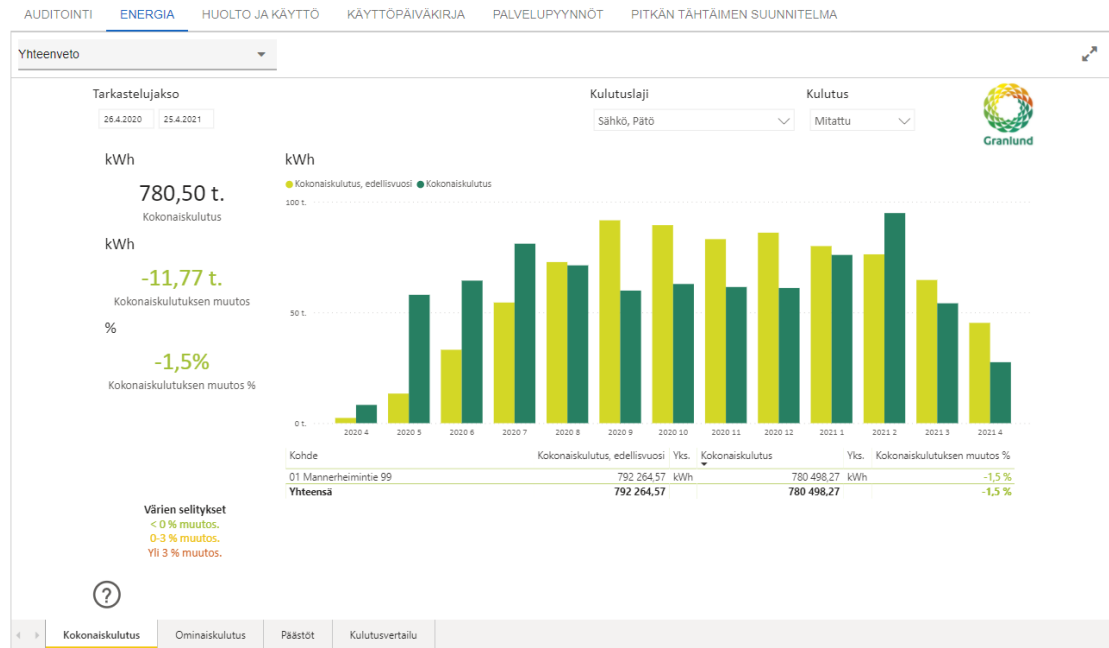 AUDITOINTI ENERGIA HUOLTO JA KÄYTTÖ KÄYTTÖPÄIVÄKIRJA PALVELUPYYNNÖT PITKÄN TÄHTÄIMEN SUUNNITELMA
Yhteenveto
Tarkastelujakso
26.4.2020 25.4.2021
Kulutuslaji
Sähkö, Pätö
Kulutus
Mitattu
Granlund
kWh
780,50 t.
Kokonaiskulutus
kWh
-11,77 t.
Kokonaiskulutuksen muutos
%
-1,5%
Kokonaiskulutuksen muutos %
kWh
Kokonaiskulutus, edellisvuosi Kokonaiskulutus
100 t.
50 t.
0 t.
2020 4 2020 5 2020 6 2020 7 2020 8 2020 9 2020 10 2020 11 2020 12 2021 1 2021 2 2021 3 2021 4
Kohde Kokonaiskulutus, edellisvuosi Yks. Kokonaiskulutus Yks. Kokonaiskulutuksen muutos %
01 Mannerheimintie 99 792 264,57 kWh 780 498,27 kWh -1,5 %
Yhteensä 792 264,57 780 498,27 -1,5 %
Värien selitykset
< 0 % muutos.
0-3 % muutos.
Yli 3 % muutos.
?
Kokonaiskulutus Ominaiskulutus Päästöt Kulutusvertailu